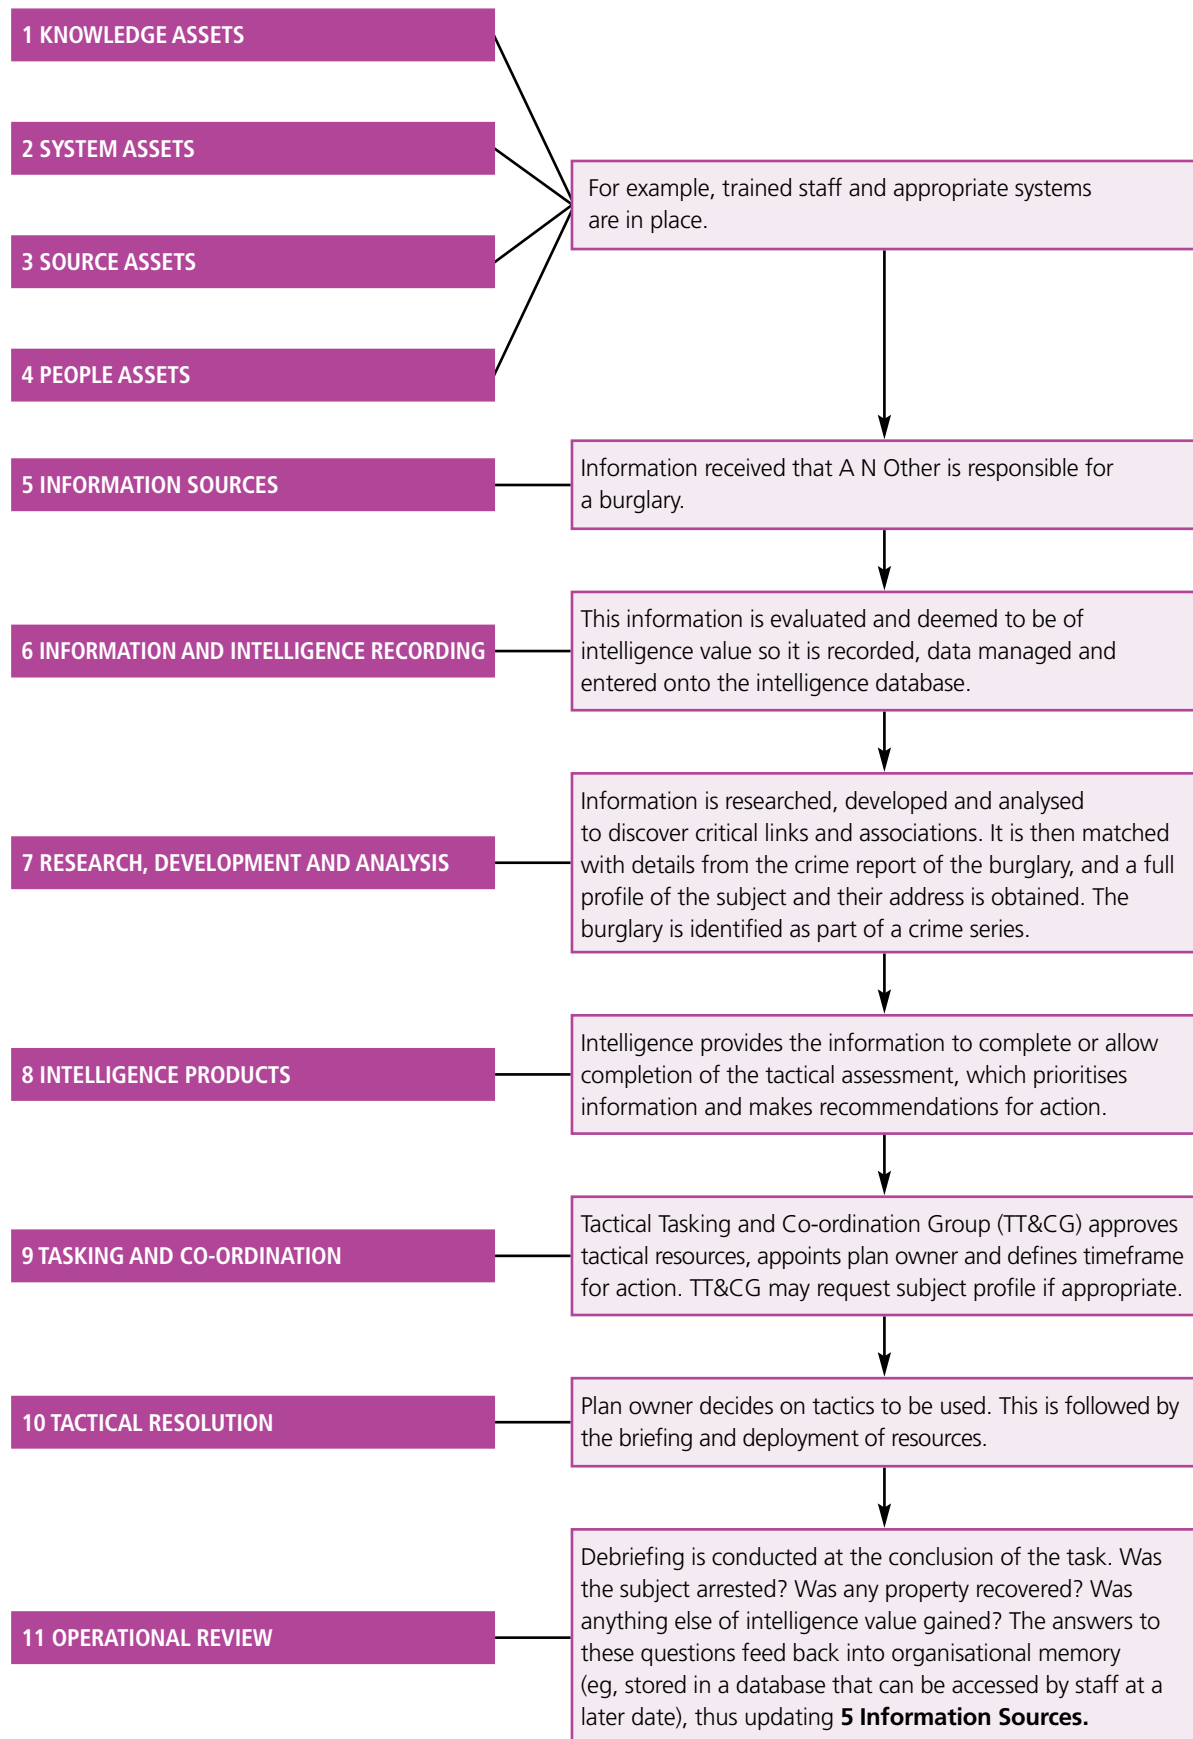 1 KNOWLEDGE ASSETS
2 SYSTEM ASSETS
For example, trained staff and appropriate systems
are in place.
3 SOURCE ASSETS
4 PEOPLE ASSETS
5 INFORMATION SOURCES
Information received that A N Other is responsible for
a burglary.
6 INFORMATION AND INTELLIGENCE RECORDING
This information is evaluated and deemed to be of
intelligence value so it is recorded, data managed and
entered onto the intelligence database.
7 RESEARCH, DEVELOPMENT AND ANALYSIS
Information is researched, developed and analysed
to discover critical links and associations. It is then matched
with details from the crime report of the burglary, and a full
profile of the subject and their address is obtained. The
burglary is identified as part of a crime series.
8 INTELLIGENCE PRODUCTS
Intelligence provides the information to complete or allow
completion of the tactical assessment, which prioritises
information and makes recommendations for action.
9 TASKING AND CO-ORDINATION
Tactical Tasking and Co-ordination Group (TT&CG) approves
tactical resources, appoints plan owner and defines timeframe
for action. TT&CG may request subject profile if appropriate.
10 TACTICAL RESOLUTION
Plan owner decides on tactics to be used. This is followed by
the briefing and deployment of resources.
11 OPERATIONAL REVIEW
Debriefing is conducted at the conclusion of the task. Was
the subject arrested? Was any property recovered? Was
anything else of intelligence value gained? The answers to
these questions feed back into organisational memory
(eg, stored in a database that can be accessed by staff at a
later date), thus updating 5 Information Sources.